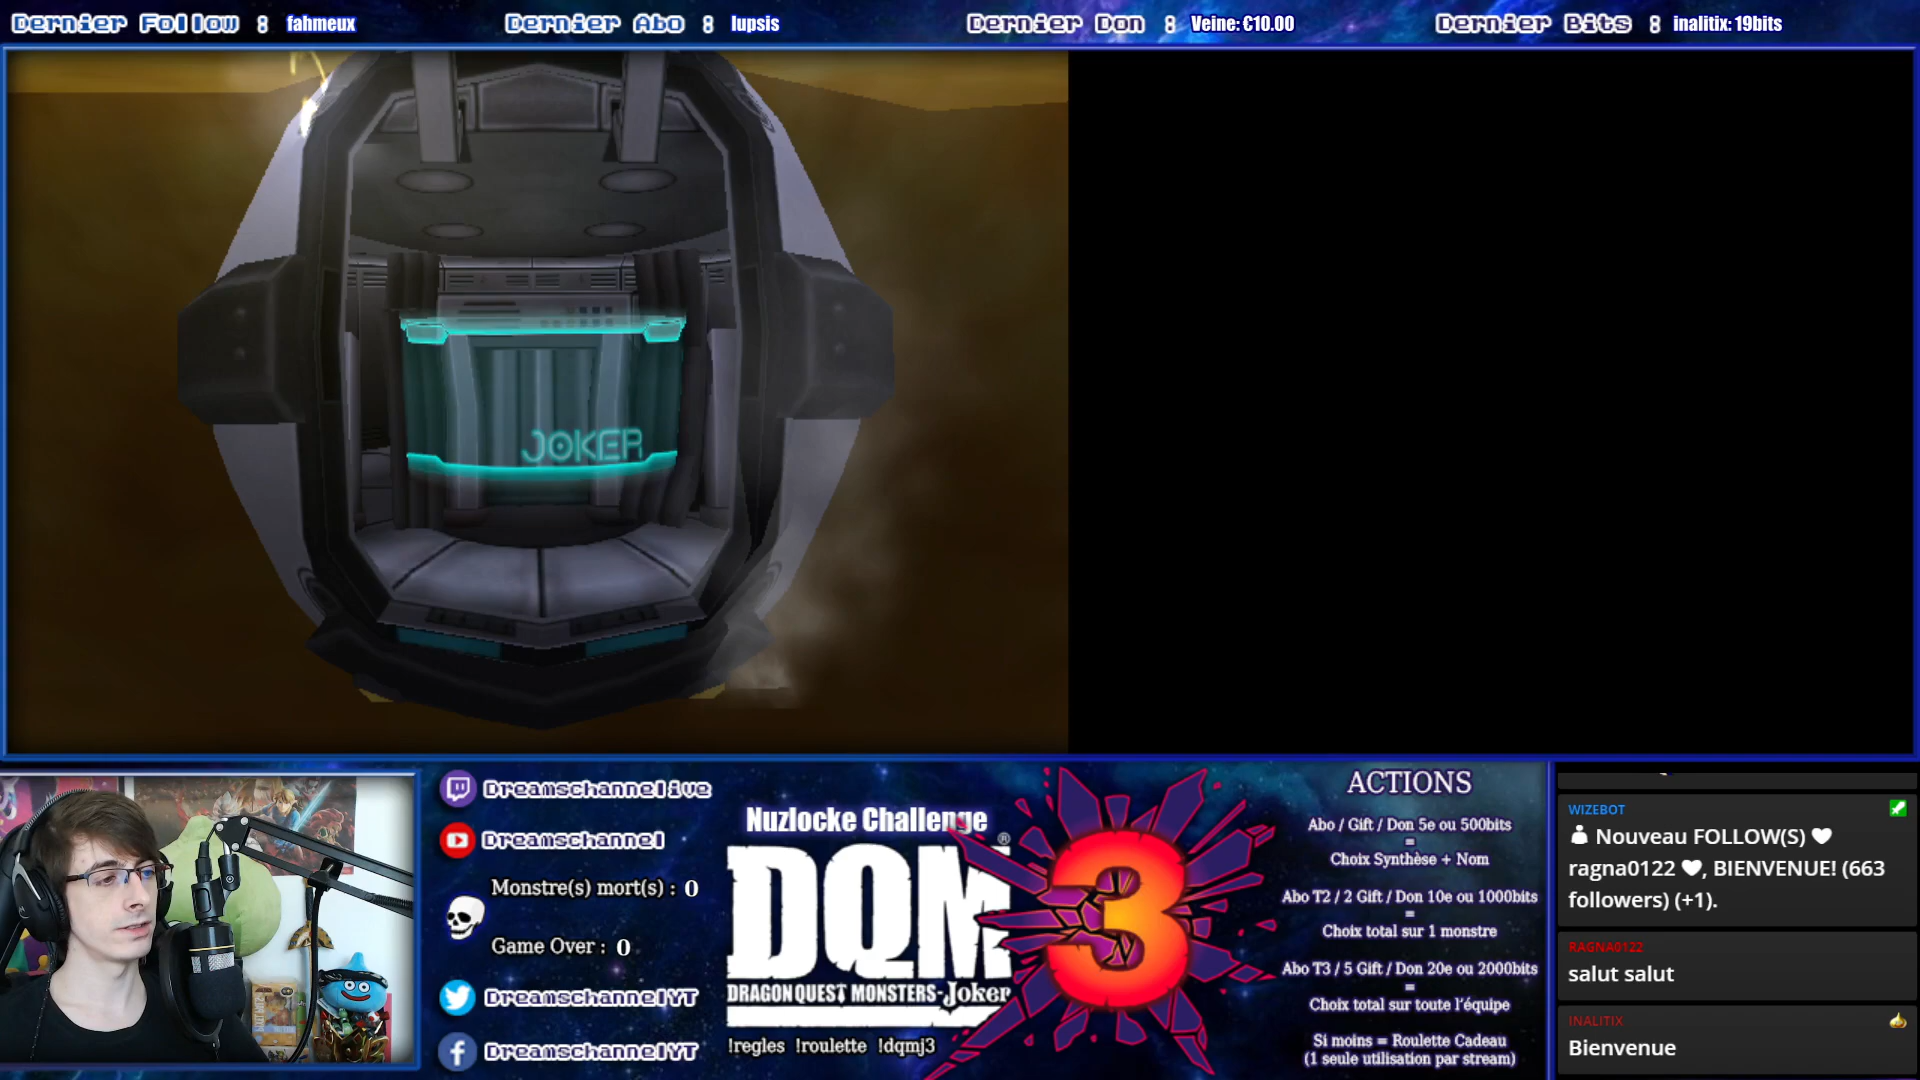 Dernier Follow : fahmeux
Dernier Abo : lupsis
Dernier Don : Veine: €10.00
Dernier Bits : inalitix: 19bits
JOKER
Dreamschannelive
Dreamschannel
Monstre(s) mort(s) : 0
Game Over : 0
DreamschannelYT
DreamschannelYT
Nuzlocke Challenge
DQM®
3
DRAGON QUEST MONSTERS-Joker
!regles !roulette !dqmj3
ACTIONS
Abo / Gift / Don 5e ou 500bits
=
Choix Synthèse + Nom
Abo T2 / 2 Gift / Don 10e ou 1000bits
=
Choix total sur 1 monstre
Abo T3 / 5 Gift / Don 20e ou 2000bits
=
Choix total sur toute l'équipe
Si moins = Roulette Cadeau
(1 seule utilisation par stream)
WIZEBOT
Nouveau FOLLOW(S) ♥
ragna0122 ♥, BIENVENUE! (663
followers) (+1).
RAGNA0122
salut salut
INALITIX
Bienvenue